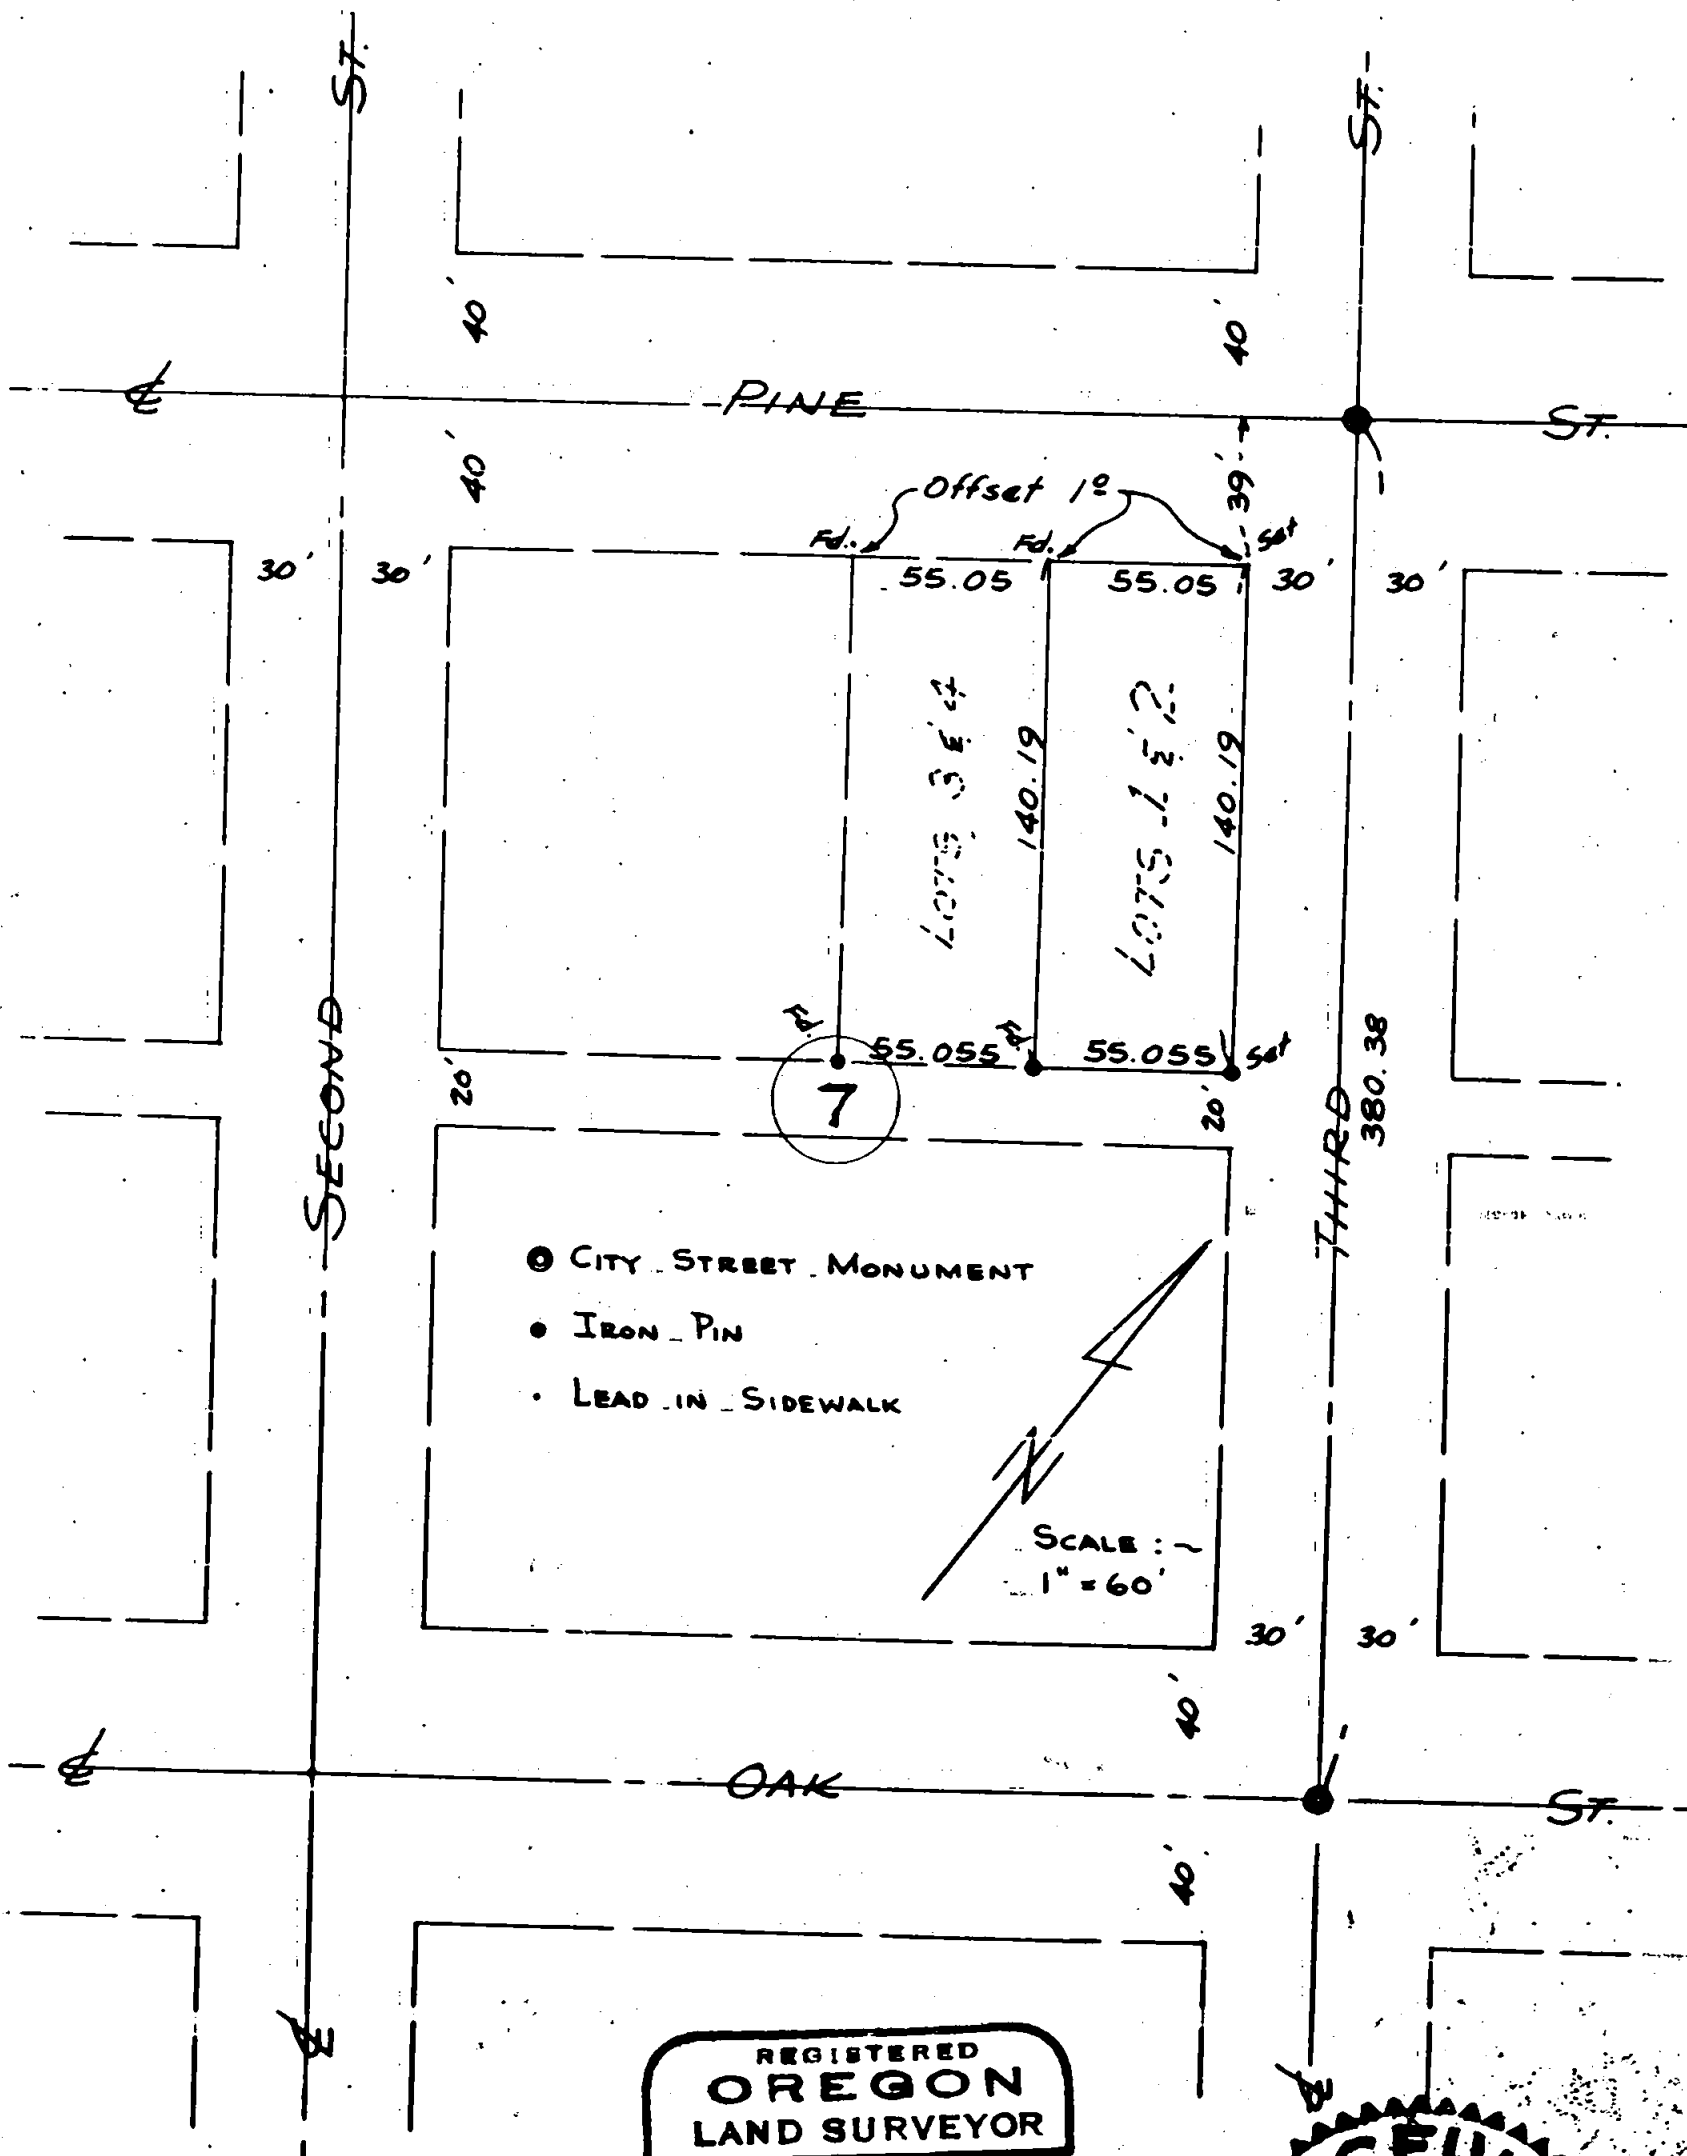 ST.
ST.
40'
40'
℄
PINE
ST.
40'
39'
Offset 1º
Fd.
Fd.
Set
30'
30'
55.05
55.05
30'
30'
LOTS 3 & 4
140.19
LOTS 1 & 2
140.19
SECOND
THIRD
380.38
Fd.
Fd.
55.055
55.055
Set
20'
7
20'
CITY STREET MONUMENT
IRON PIN
LEAD IN SIDEWALK
N
SCALE :~
1" = 60'
30'
30'
40'
℄
OAK
ST.
40'
℄
℄
REGISTERED
OREGON
LAND SURVEYOR